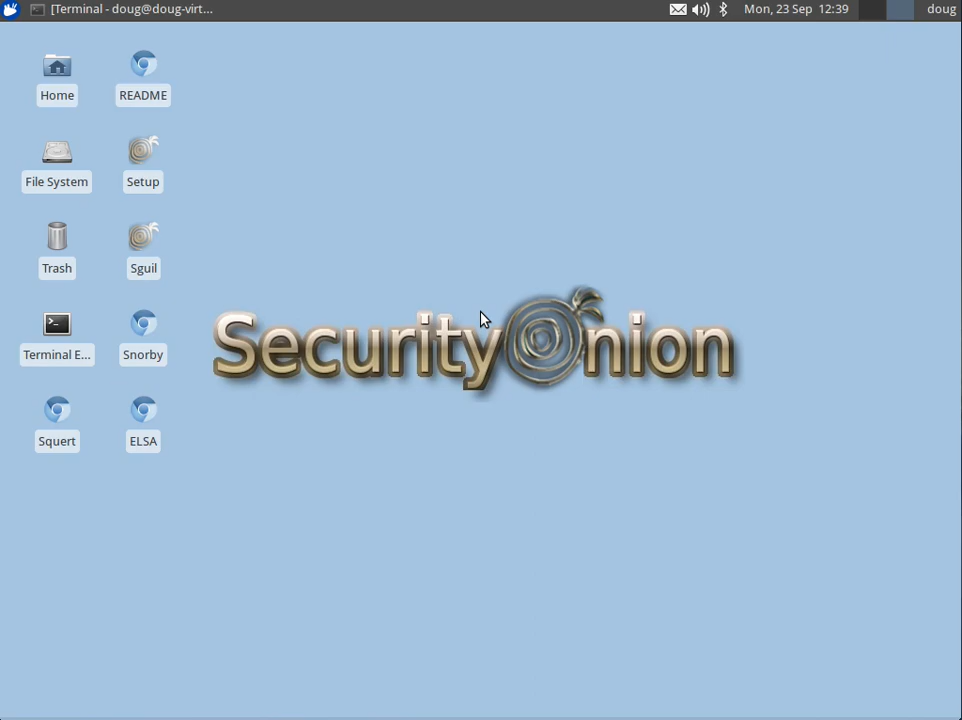 [Terminal - doug@doug-virt...
Mon, 23 Sep 12:39
doug
Home
README
File System
Setup
Trash
Sguil
Terminal E...
Snorby
Squert
ELSA
SecurityOnion